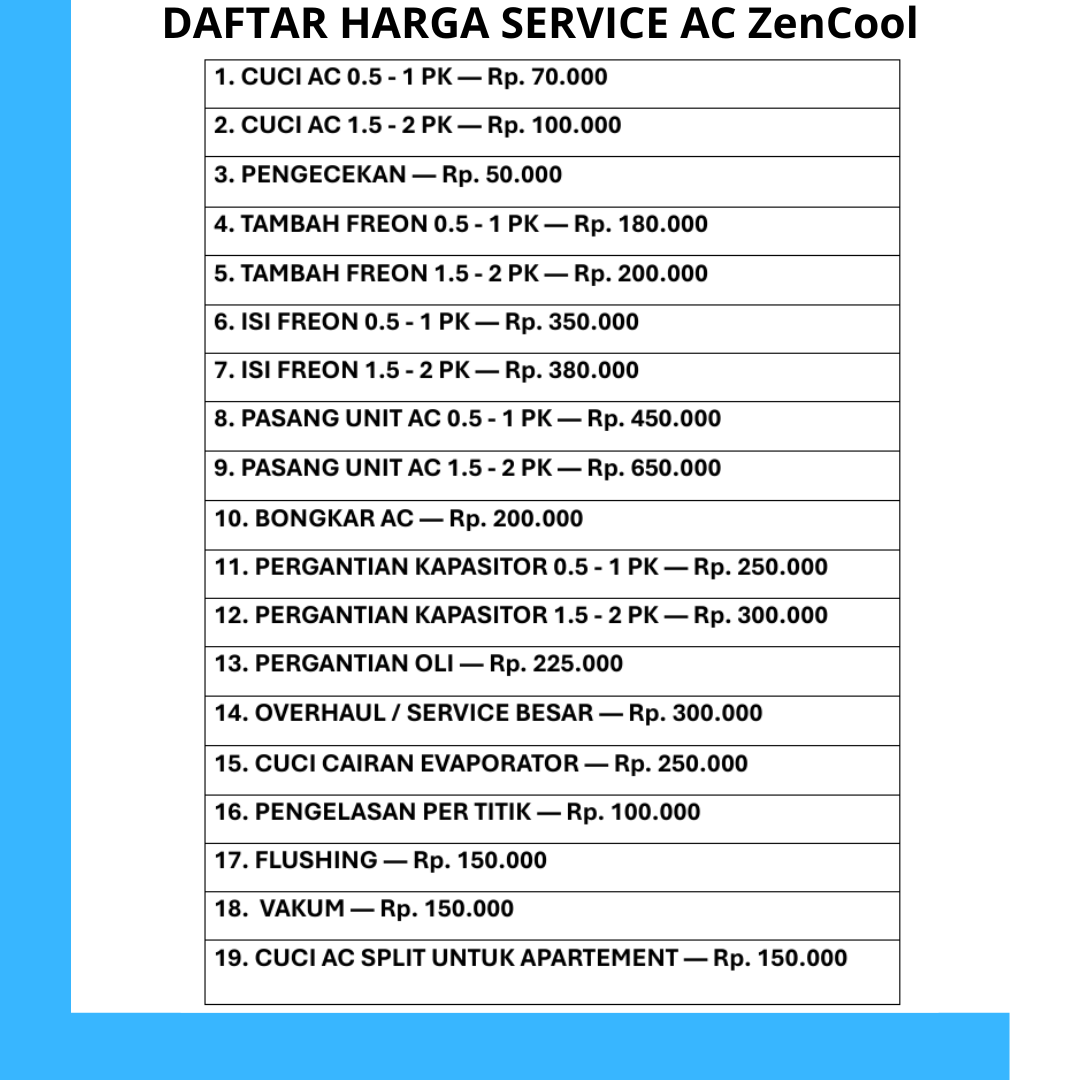 DAFTAR HARGA SERVICE AC ZenCool
1. CUCI AC 0.5 - 1 PK — Rp. 70.000
2. CUCI AC 1.5 - 2 PK — Rp. 100.000
3. PENGECEKAN — Rp. 50.000
4. TAMBAH FREON 0.5 - 1 PK — Rp. 180.000
5. TAMBAH FREON 1.5 - 2 PK — Rp. 200.000
6. ISI FREON 0.5 - 1 PK — Rp. 350.000
7. ISI FREON 1.5 - 2 PK — Rp. 380.000
8. PASANG UNIT AC 0.5 - 1 PK — Rp. 450.000
9. PASANG UNIT AC 1.5 - 2 PK — Rp. 650.000
10. BONGKAR AC — Rp. 200.000
11. PERGANTIAN KAPASITOR 0.5 - 1 PK — Rp. 250.000
12. PERGANTIAN KAPASITOR 1.5 - 2 PK — Rp. 300.000
13. PERGANTIAN OLI — Rp. 225.000
14. OVERHAUL / SERVICE BESAR — Rp. 300.000
15. CUCI CAIRAN EVAPORATOR — Rp. 250.000
16. PENGELASAN PER TITIK — Rp. 100.000
17. FLUSHING — Rp. 150.000
18. VAKUM — Rp. 150.000
19. CUCI AC SPLIT UNTUK APARTEMENT — Rp. 150.000